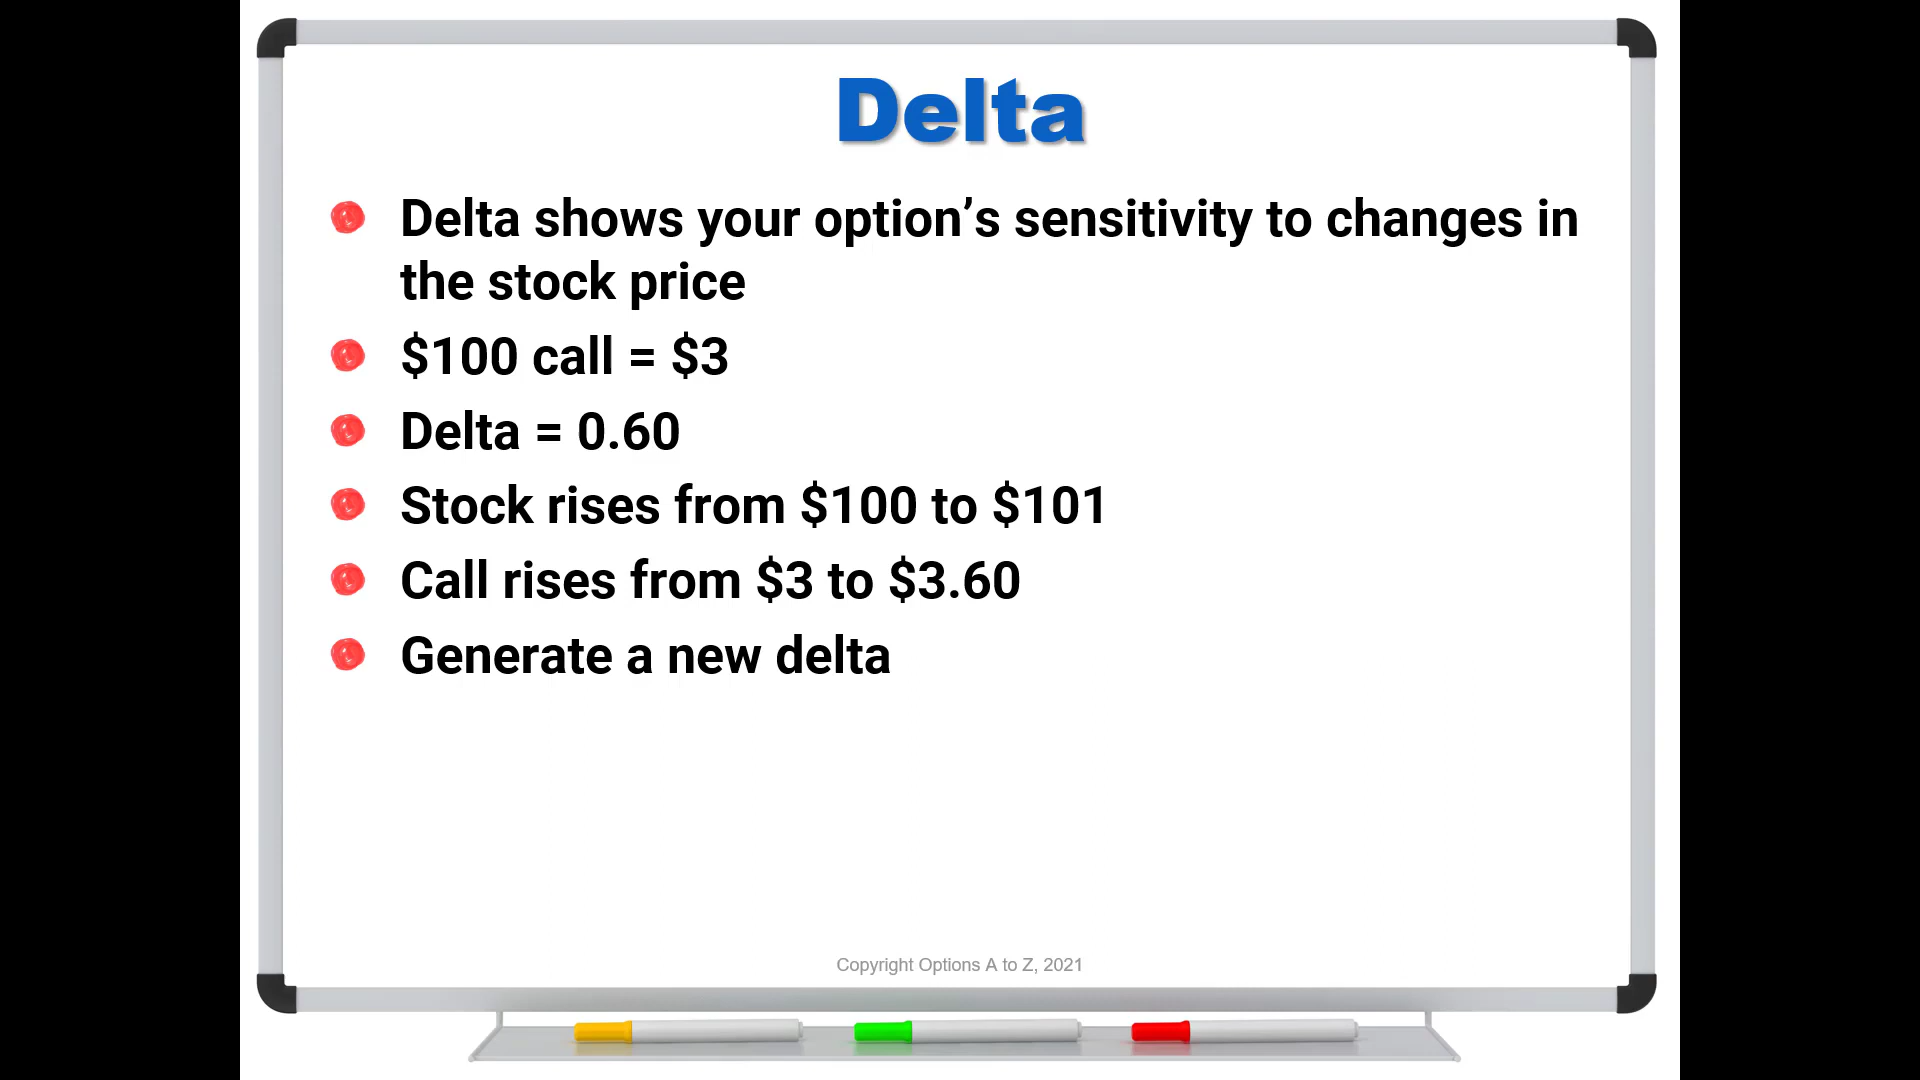 Delta
Delta shows your option’s sensitivity to changes in
the stock price
$100 call = $3
Delta = 0.60
Stock rises from $100 to $101
Call rises from $3 to $3.60
Generate a new delta
Copyright Options A to Z, 2021